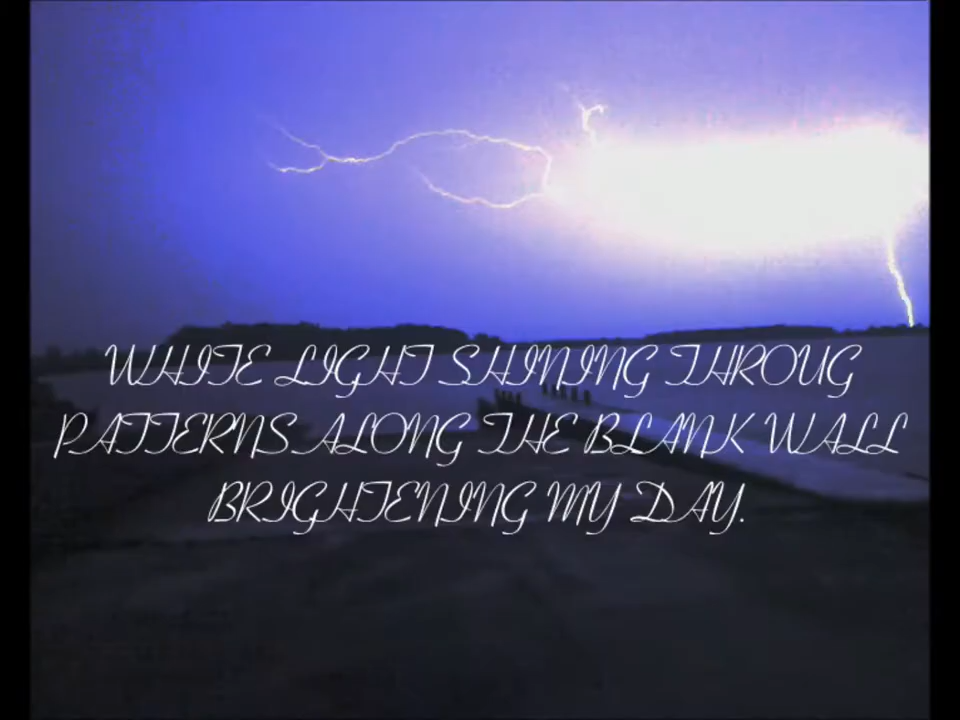 WHITE LIGHT SHINING THROUG
PATTERNS ALONG THE BLANK WALL
BRIGHTENING MY DAY.